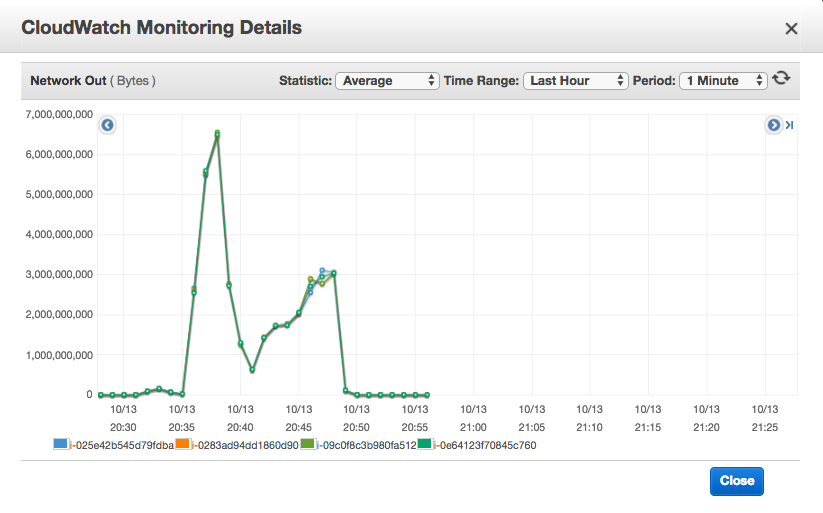 CloudWatch Monitoring Details
Network Out ( Bytes ) Statistic: Average Time Range: Last Hour Period: 1 Minute
7,000,000,000
6,000,000,000
5,000,000,000
4,000,000,000
3,000,000,000
2,000,000,000
1,000,000,000
0
10/13 10/13 10/13 10/13 10/13 10/13 10/13 10/13 10/13 10/13 10/13 10/13
20:30 20:35 20:40 20:45 20:50 20:55 21:00 21:05 21:10 21:15 21:20 21:25
i-025e42b545d79fdba i-0283ad94dd1860d90 i-09c0f8c3b980fa512 i-0e64123f70845c760
Close